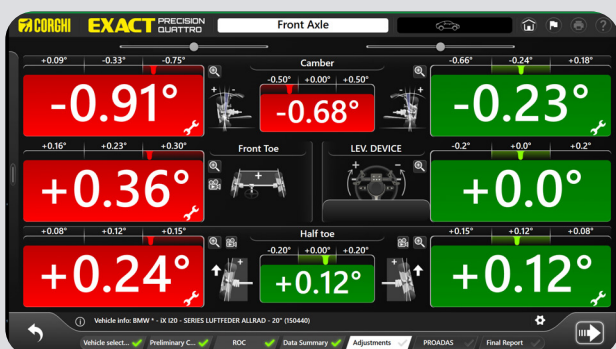 CORGHI EXACT PRECISION QUATTRO Front Axle ?
+0.09° -0.33° -0.75° Camber -0.66° -0.24° +0.18°
-0.50° +0.00° +0.50°
-0.91° -0.68° -0.23°
+0.16° +0.23° +0.30° Front Toe LEV. DEVICE -0.2° +0.0° +0.2°
+0.36° +0.0°
+0.08° +0.12° +0.15° Half toe +0.15° +0.12° +0.08°
-0.20° +0.00° +0.20°
+0.24° +0.12° +0.12°
Vehicle info: BMW * - iX I20 - SERIES LUFTFEDER ALLRAD - 20" (150440)
Vehicle select... Preliminary C... ROC Data Summary Adjustments PROADAS Final Report